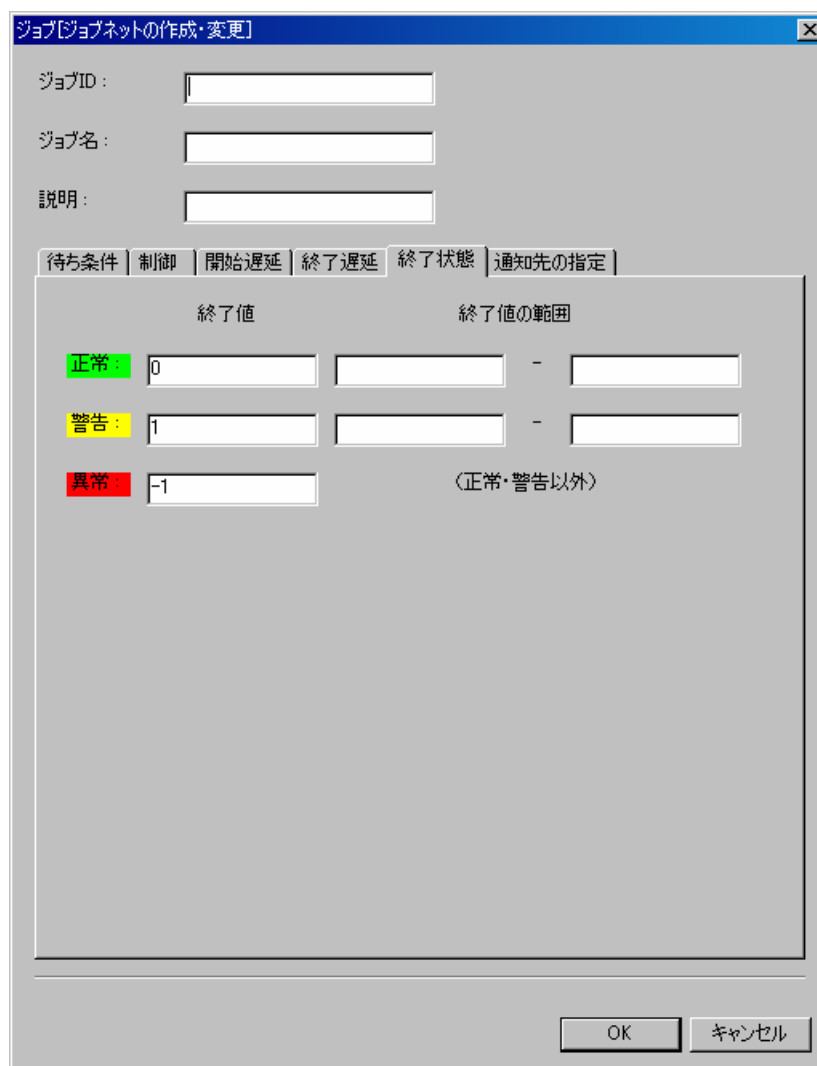 ジョブ[ジョブネットの作成・変更]
ジョブID：
ジョブ名：
説明：
待ち条件 制御 開始遅延 終了遅延 終了状態 通知先の指定
終了値 終了値の範囲
正常： 0 -
警告： 1 -
異常： -1 （正常・警告以外）
OK キャンセル